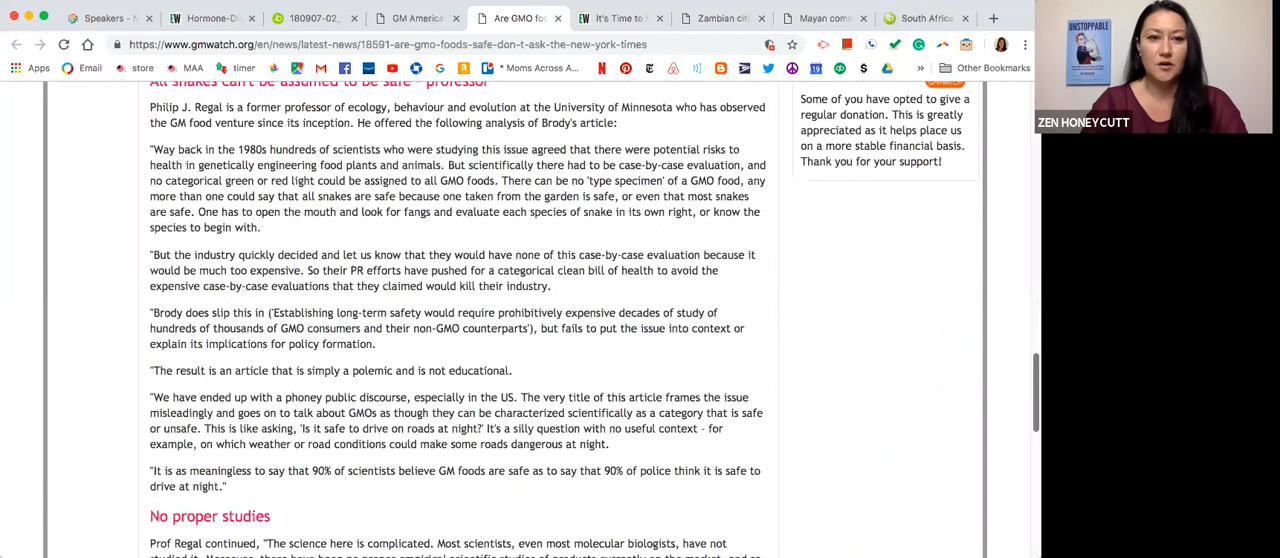 Speakers - N
Hormone-Di
180907-02_
GM America
Are GMO foo
It's Time to F
Zambian citi
Mayan comm
South Africa
https://www.gmwatch.org/en/news/latest-news/18591-are-gmo-foods-safe-don-t-ask-the-new-york-times
Apps
Email
store
MAA
timer
* Moms Across A...
Other Bookmarks
All snakes can't be assumed to be safe - professor
Philip J. Regal is a former professor of ecology, behaviour and evolution at the University of Minnesota who has observed
the GM food venture since its inception. He offered the following analysis of Brody's article:
"Way back in the 1980s hundreds of scientists who were studying this issue agreed that there were potential risks to
health in genetically engineering food plants and animals. But scientifically there had to be case-by-case evaluation, and
no categorical green or red light could be assigned to all GMO foods. There can be no 'type specimen' of a GMO food, any
more than one could say that all snakes are safe because one taken from the garden is safe, or even that most snakes
are safe. One has to open the mouth and look for fangs and evaluate each species of snake in its own right, or know the
species to begin with.
"But the industry quickly decided and let us know that they would have none of this case-by-case evaluation because it
would be much too expensive. So their PR efforts have pushed for a categorical clean bill of health to avoid the
expensive case-by-case evaluations that they claimed would kill their industry.
"Brody does slip this in ('Establishing long-term safety would require prohibitively expensive decades of study of
hundreds of thousands of GMO consumers and their non-GMO counterparts'), but fails to put the issue into context or
explain its implications for policy formation.
"The result is an article that is simply a polemic and is not educational.
"We have ended up with a phoney public discourse, especially in the US. The very title of this article frames the issue
misleadingly and goes on to talk about GMOs as though they can be characterized scientifically as a category that is safe
or unsafe. This is like asking, 'Is it safe to drive on roads at night?' It's a silly question with no useful context - for
example, on which weather or road conditions could make some roads dangerous at night.
"It is as meaningless to say that 90% of scientists believe GM foods are safe as to say that 90% of police think it is safe to
drive at night."
No proper studies
Prof Regal continued, "The science here is complicated. Most scientists, even most molecular biologists, have not
Some of you have opted to give a
regular donation. This is greatly
appreciated as it helps place us
on a more stable financial basis.
Thank you for your support!
UNSTOPPABLE
ZEN HONEYCUTT